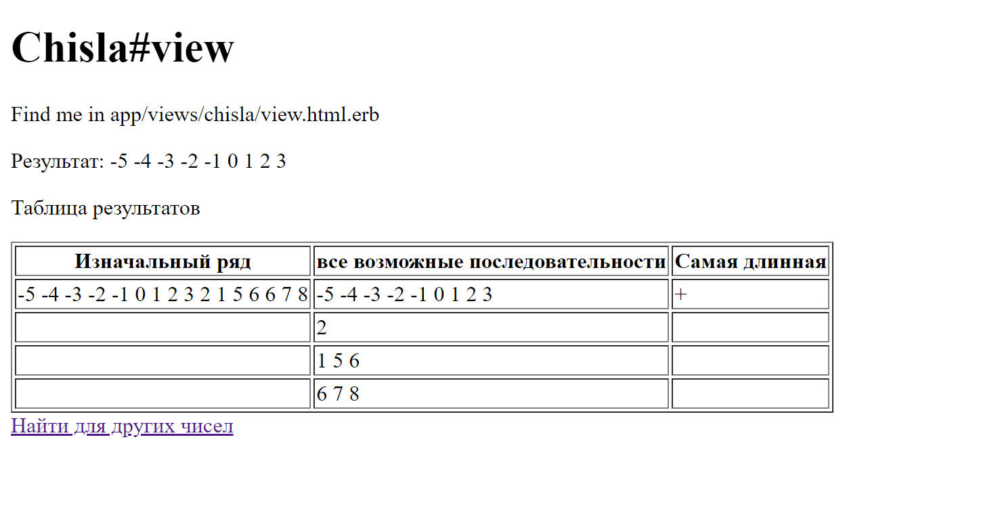 Chisla#view
Find me in app/views/chisla/view.html.erb
Результат: -5 -4 -3 -2 -1 0 1 2 3
Таблица результатов
Изначальный ряд все возможные последовательности Самая длинная
-5 -4 -3 -2 -1 0 1 2 3 2 1 5 6 6 7 8 -5 -4 -3 -2 -1 0 1 2 3 +
2
1 5 6
6 7 8
Найти для других чисел